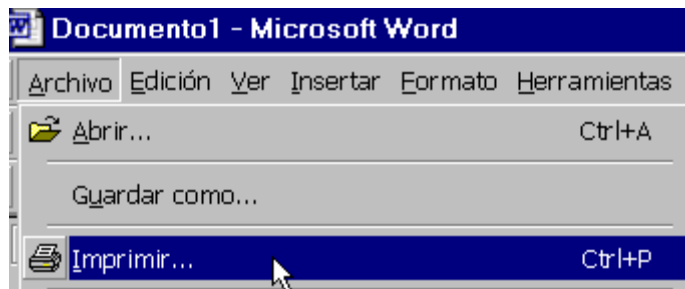 Documento1 - Microsoft Word
Archivo Edición Ver Insertar Formato Herramientas
Abrir... Ctrl+A
Guardar como...
Imprimir... Ctrl+P